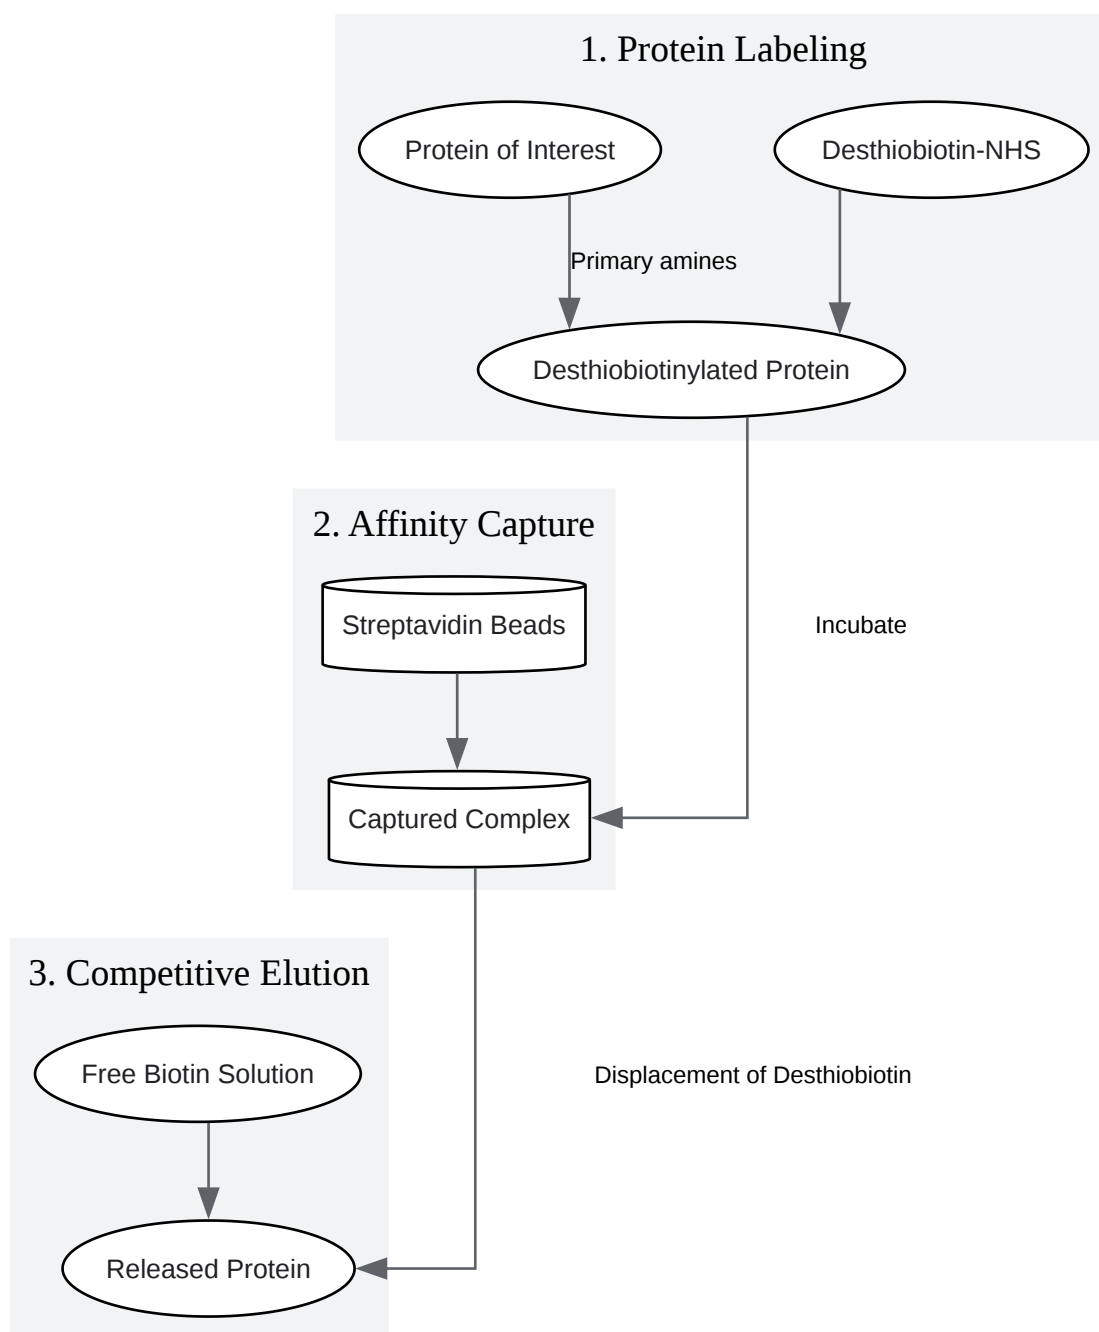 1. Protein Labeling
Protein of Interest
Desthiobiotin-NHS
Primary amines
Desthiobiotinylated Protein
2. Affinity Capture
Streptavidin Beads
Incubate
Captured Complex
3. Competitive Elution
Free Biotin Solution
Displacement of Desthiobiotin
Released Protein